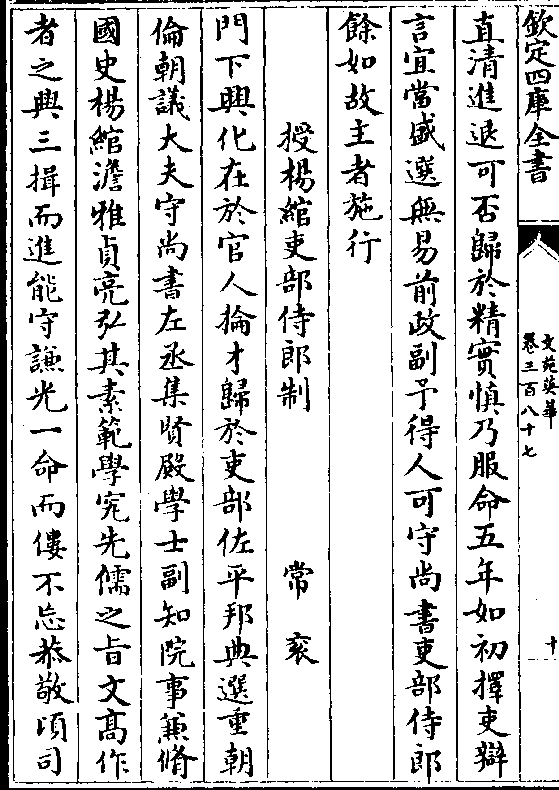 欽定四庫全書
文苑英華
卷三百八十七
十
直清進退可否歸於精實慎乃服命五年如初擇吏辯
言宜當盛選無易前政副予得人可守尚書吏部侍郎
餘如故主者施行
授楊綰吏部侍郎制　常衮
門下興化在於官人掄才歸於吏部佐平邦典選重朝
倫朝議大夫守尚書左丞集賢殿學士副知院事兼脩
國史楊綰澹雅貞亮弘其素範學究先儒之旨文高作
者之興三揖而進能守謙光一命而僂不忘恭敬頃司